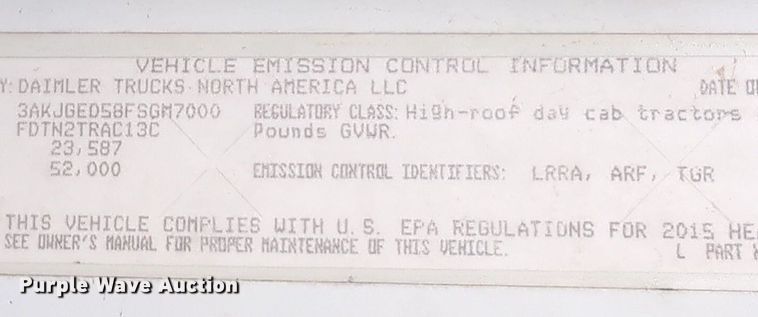 VEHICLE EMISSION CONTROL INFORMATION
Y: DAIMLER TRUCKS NORTH AMERICA LLC DATE O
3AKJGED58FSGM7000 REGULATORY CLASS: High-roof day cab tractors
FDTN2TRAC13C Pounds GVWR.
23,587
52,000 EMISSION CONTROL IDENTIFIERS: LRRA, ARF, TGR
THIS VEHICLE COMPLIES WITH U.S. EPA REGULATIONS FOR 2015 HEA
SEE OWNER'S MANUAL FOR PROPER MAINTENANCE OF THIS VEHICLE. L PART
Purple Wave Auction